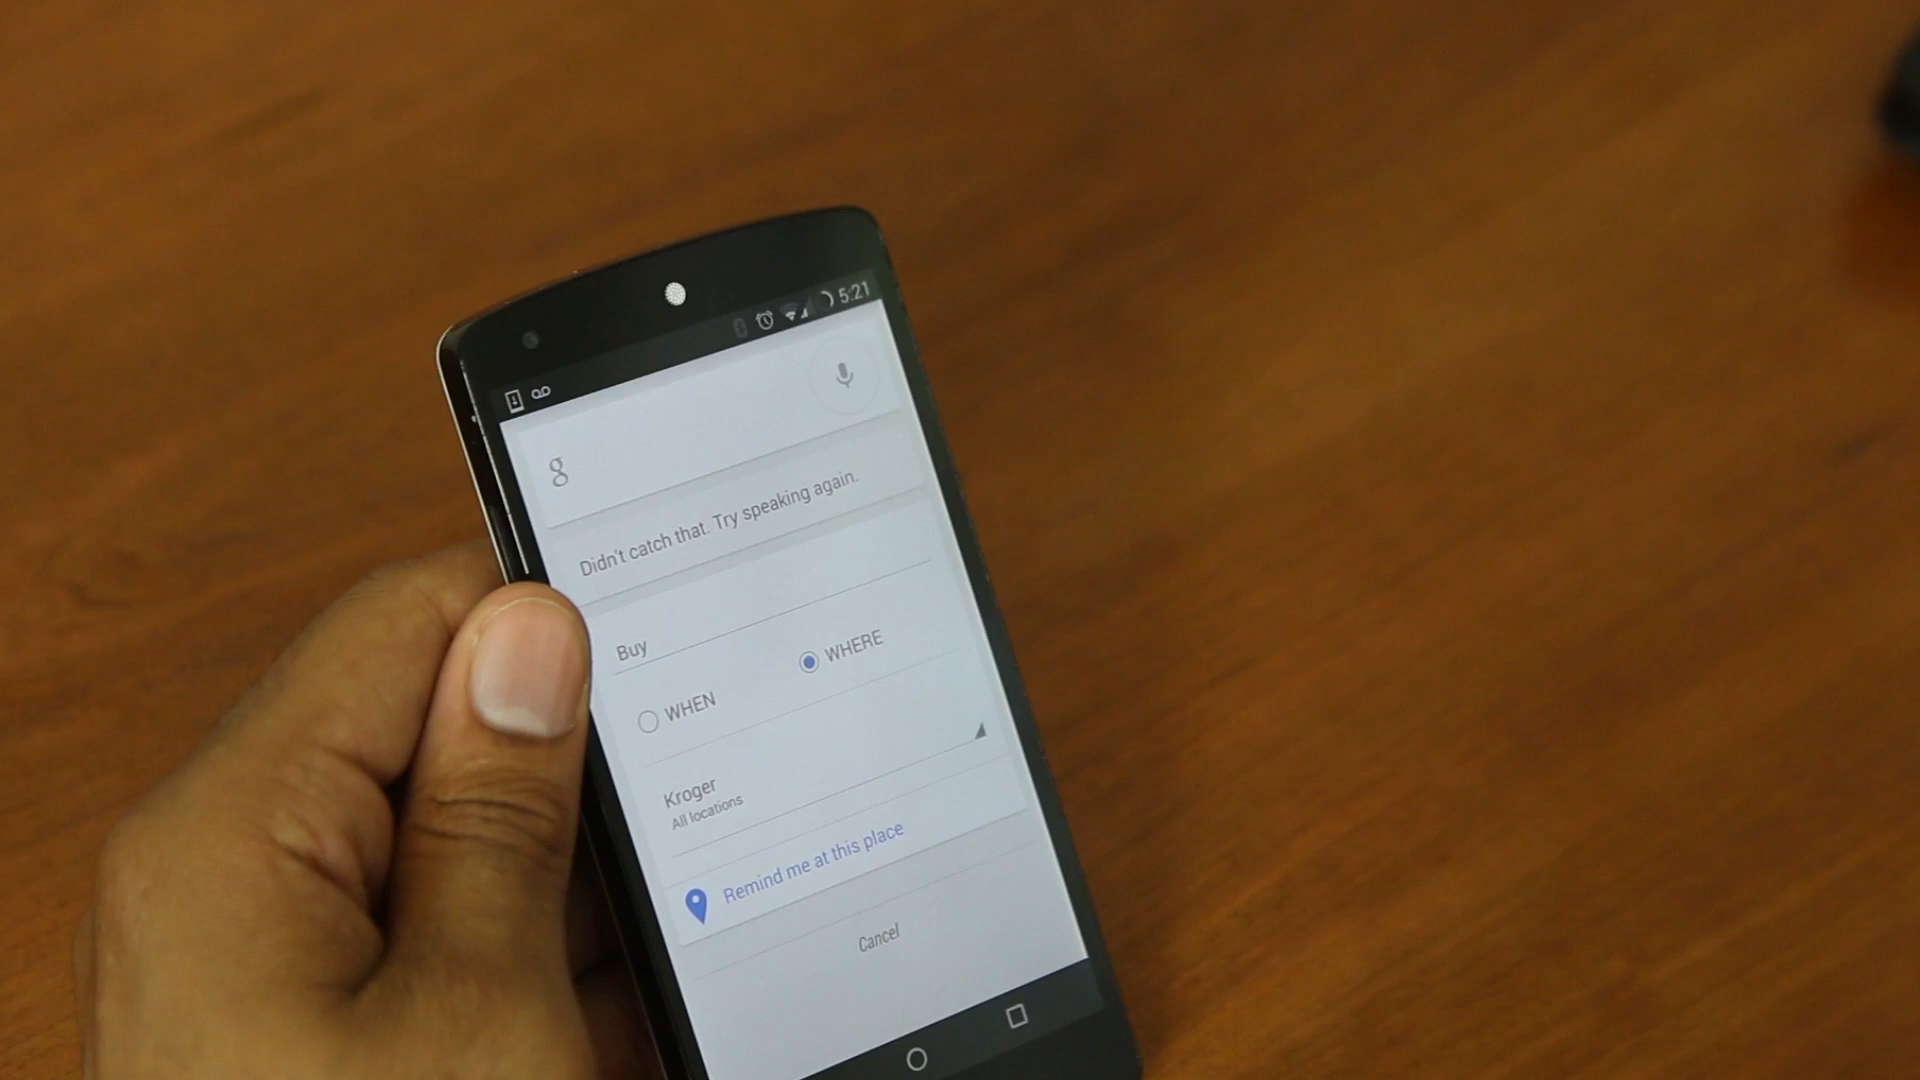 5:21
g
Didn't catch that. Try speaking again.
Buy
WHEN
WHERE
Kroger
All locations
Remind me at this place
Cancel